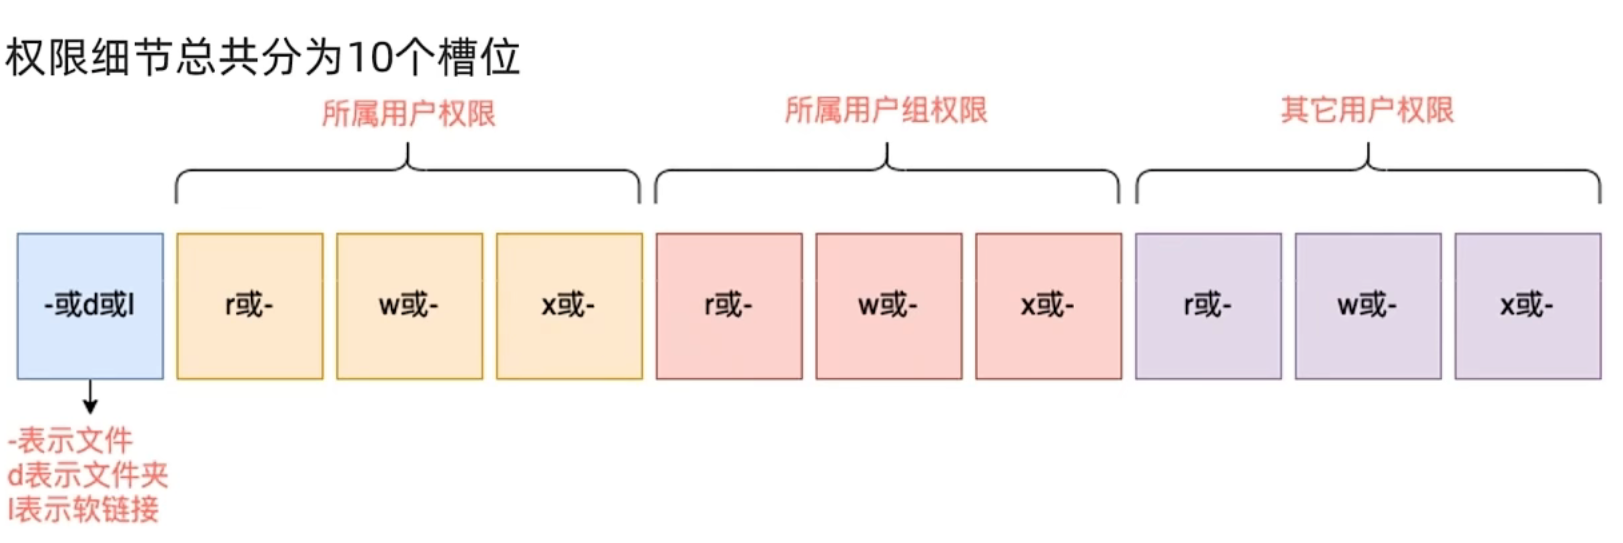 权限细节总共分为10个槽位
所属用户权限 所属用户组权限 其它用户权限
-或d或l r或- w或- x或- r或- w或- x或- r或- w或- x或-
-表示文件
d表示文件夹
l表示软链接